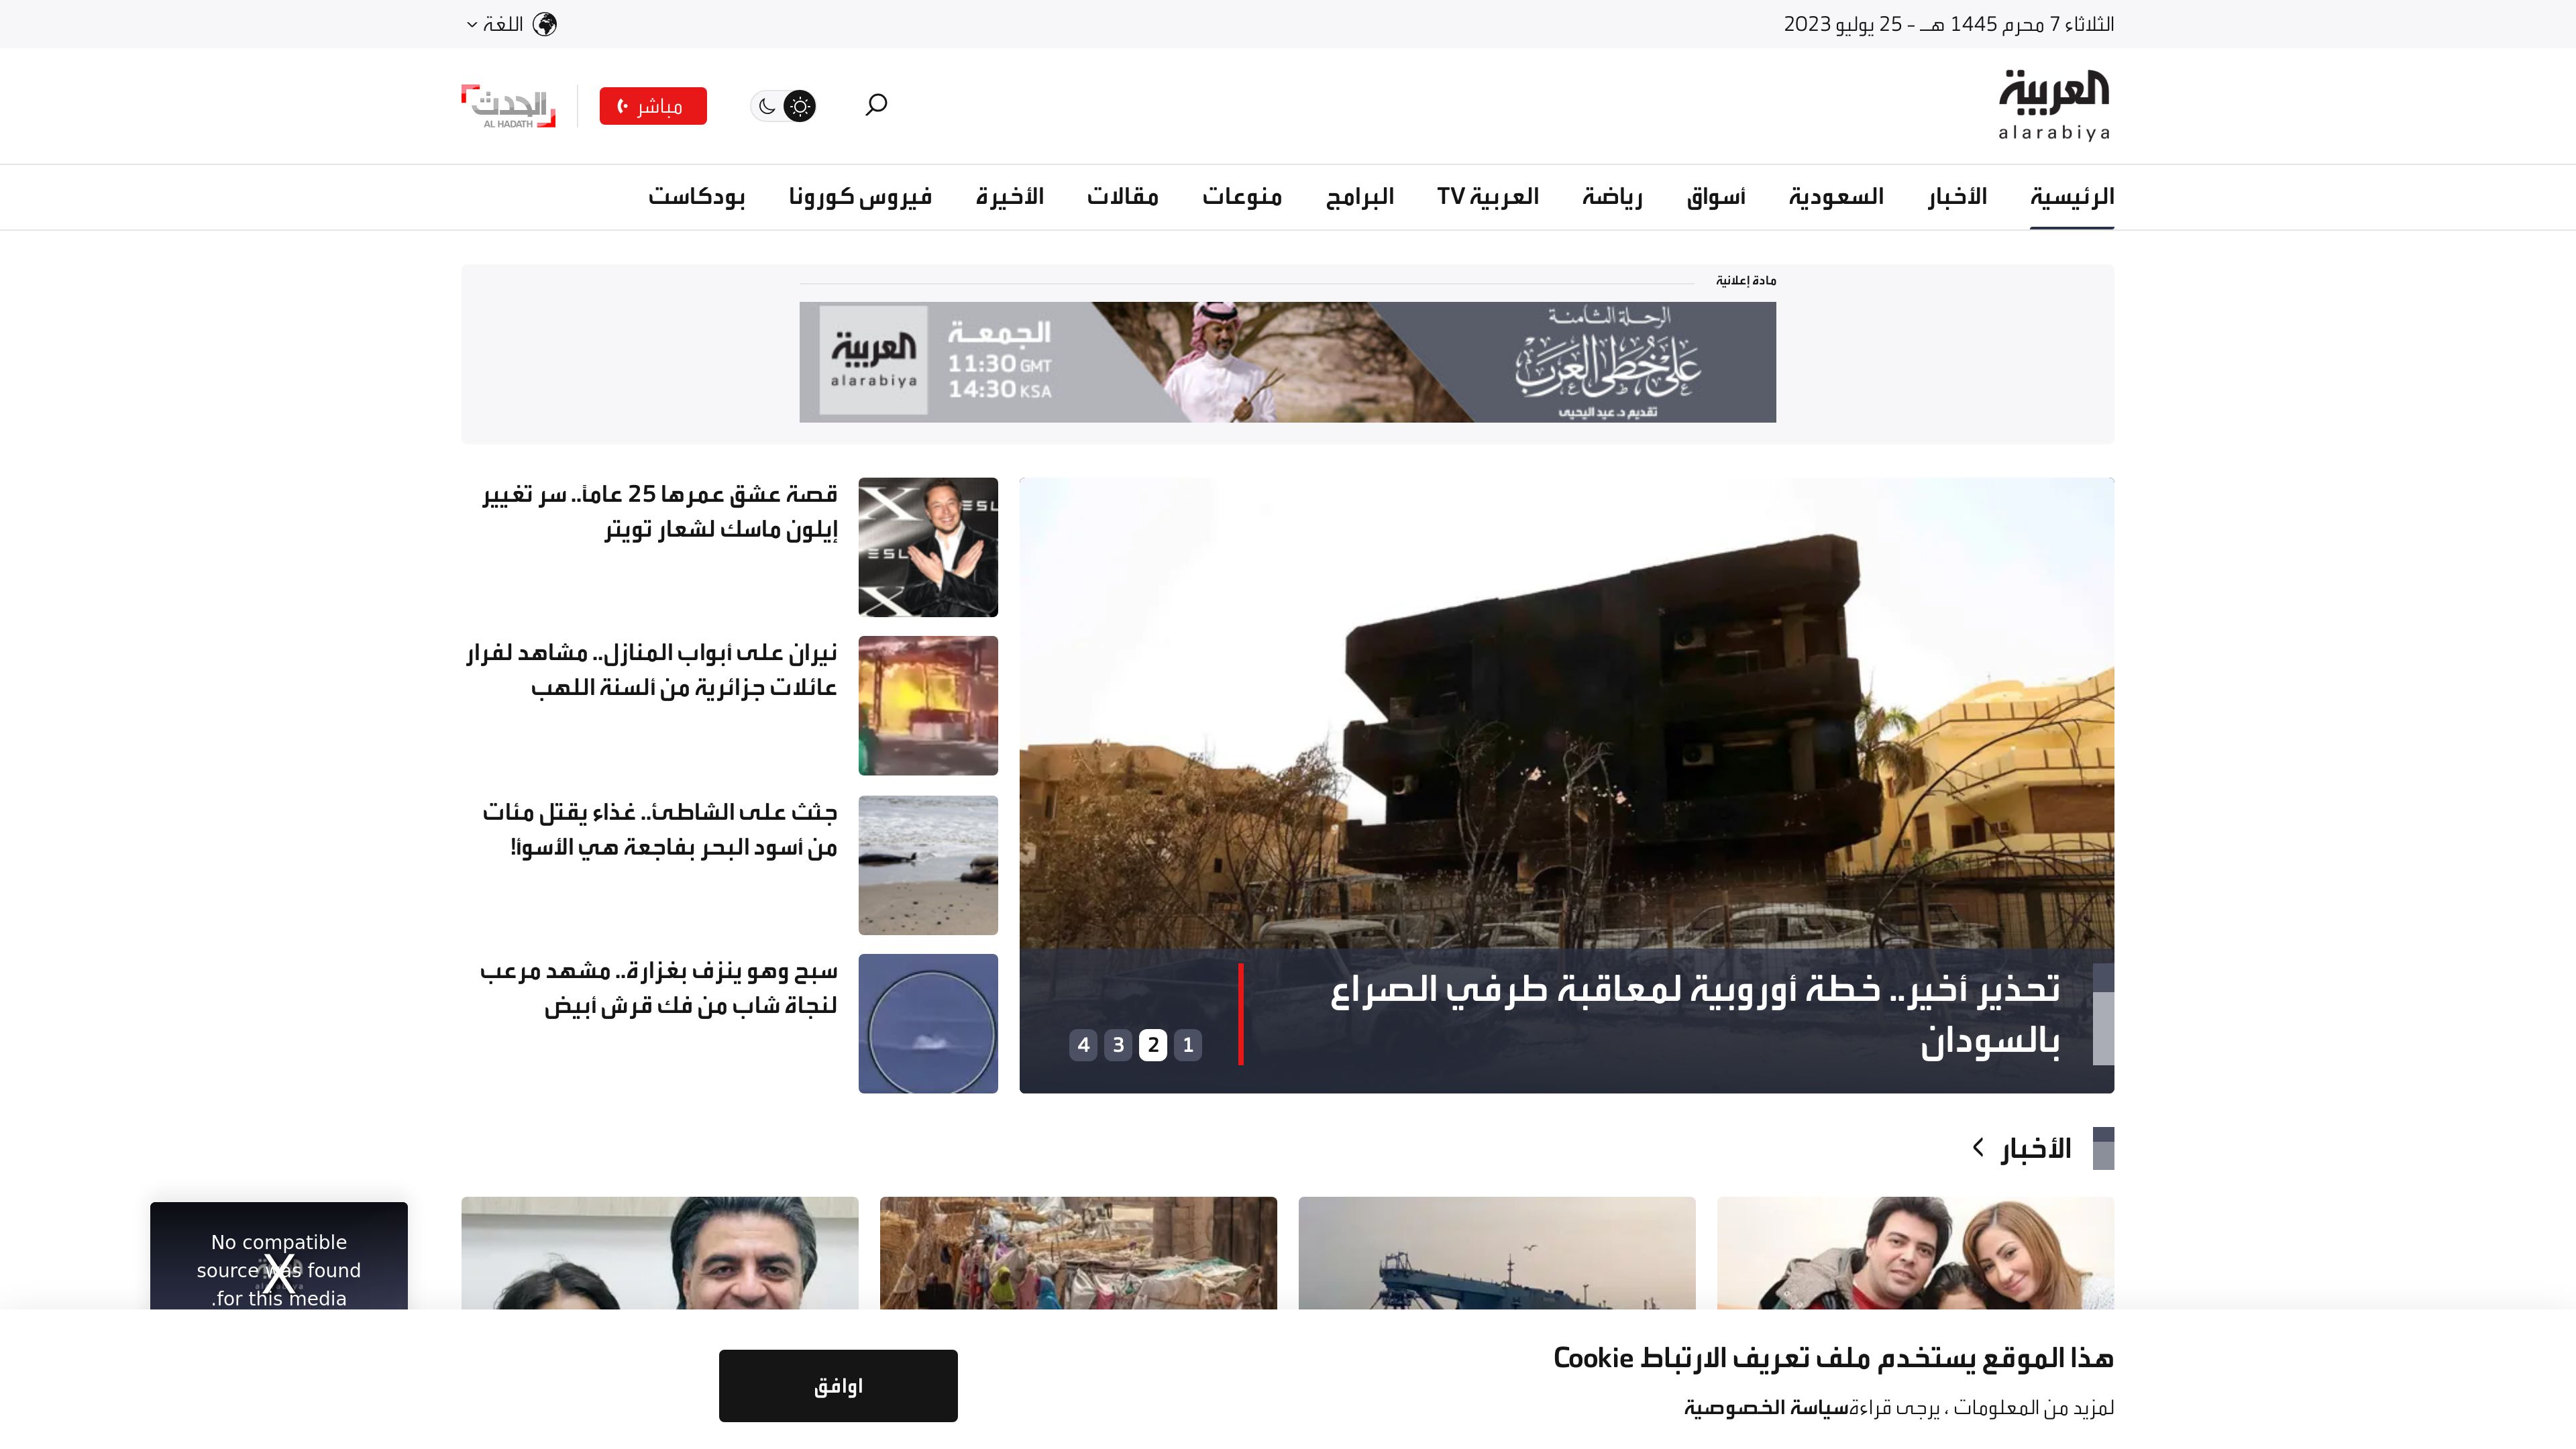 الثلاثاء 7 محرم 1445 هـ - 25 يوليو 2023
اللغة
العربية
alarabiya
مباشر
الحدث
AL HADATH
الرئيسية
الأخبار
السعودية
أسواق
رياضة
العربية TV
البرامج
منوعات
مقالات
الأخيرة
فيروس كورونا
بودكاست
مادة إعلانية
الرحلة الثامنة
على خطى العرب
تقديم د. عيد اليحيى
الجمعة
11:30 GMT
14:30 KSA
العربية
alarabiya
تحذير أخير.. خطة أوروبية لمعاقبة طرفي الصراع
بالسودان
1
2
3
4
قصة عشق عمرها 25 عاماً.. سر تغيير
إيلون ماسك لشعار تويتر
نيران على أبواب المنازل.. مشاهد لفرار
عائلات جزائرية من ألسنة اللهب
جثث على الشاطئ.. غذاء يقتل مئات
من أسود البحر بفاجعة هي الأسوأ!
سبح وهو ينزف بغزارة.. مشهد مرعب
لنجاة شاب من فك قرش أبيض
الأخبار
No compatible
source was found
for this media.
هذا الموقع يستخدم ملف تعريف الارتباط Cookie
لمزيد من المعلومات ، يرجى قراءةسياسة الخصوصية
اوافق